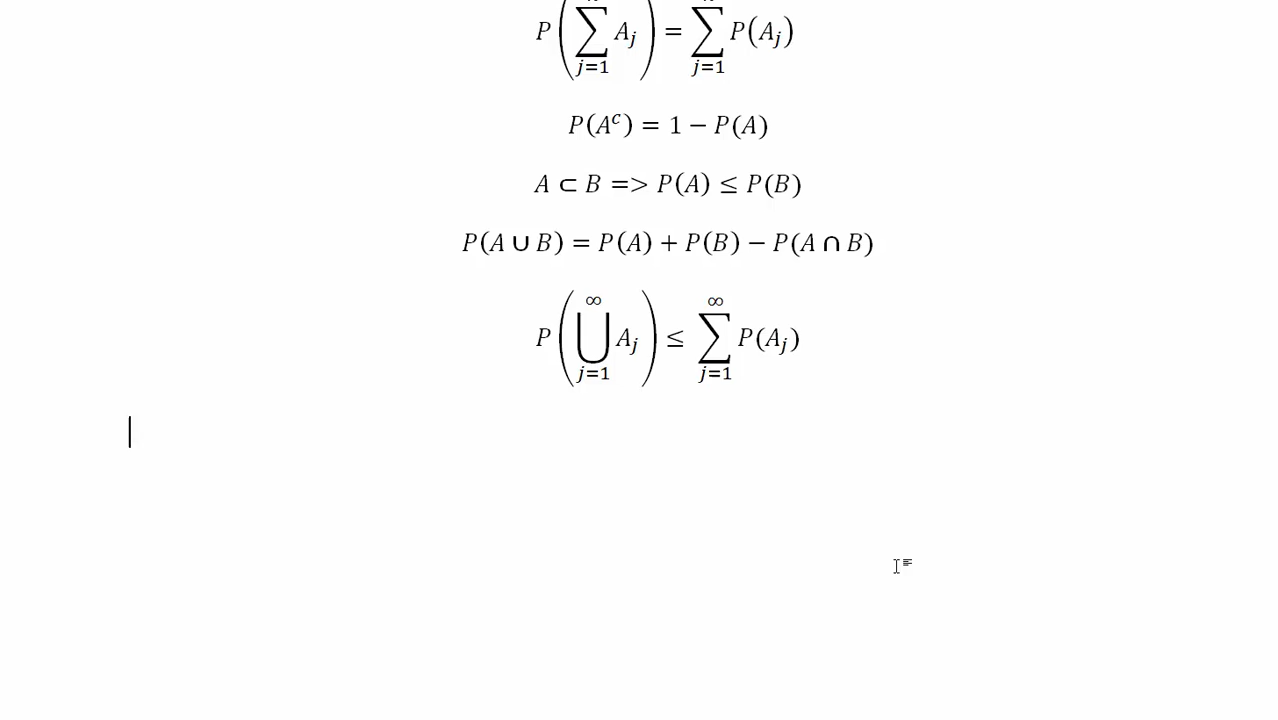 P(∑_{j=1} A_j) = ∑_{j=1} P(A_j)
P(A^c) = 1 − P(A)
A ⊂ B => P(A) ≤ P(B)
P(A ∪ B) = P(A) + P(B) − P(A ∩ B)
P(⋃_{j=1}^{∞} A_j) ≤ ∑_{j=1}^{∞} P(A_j)